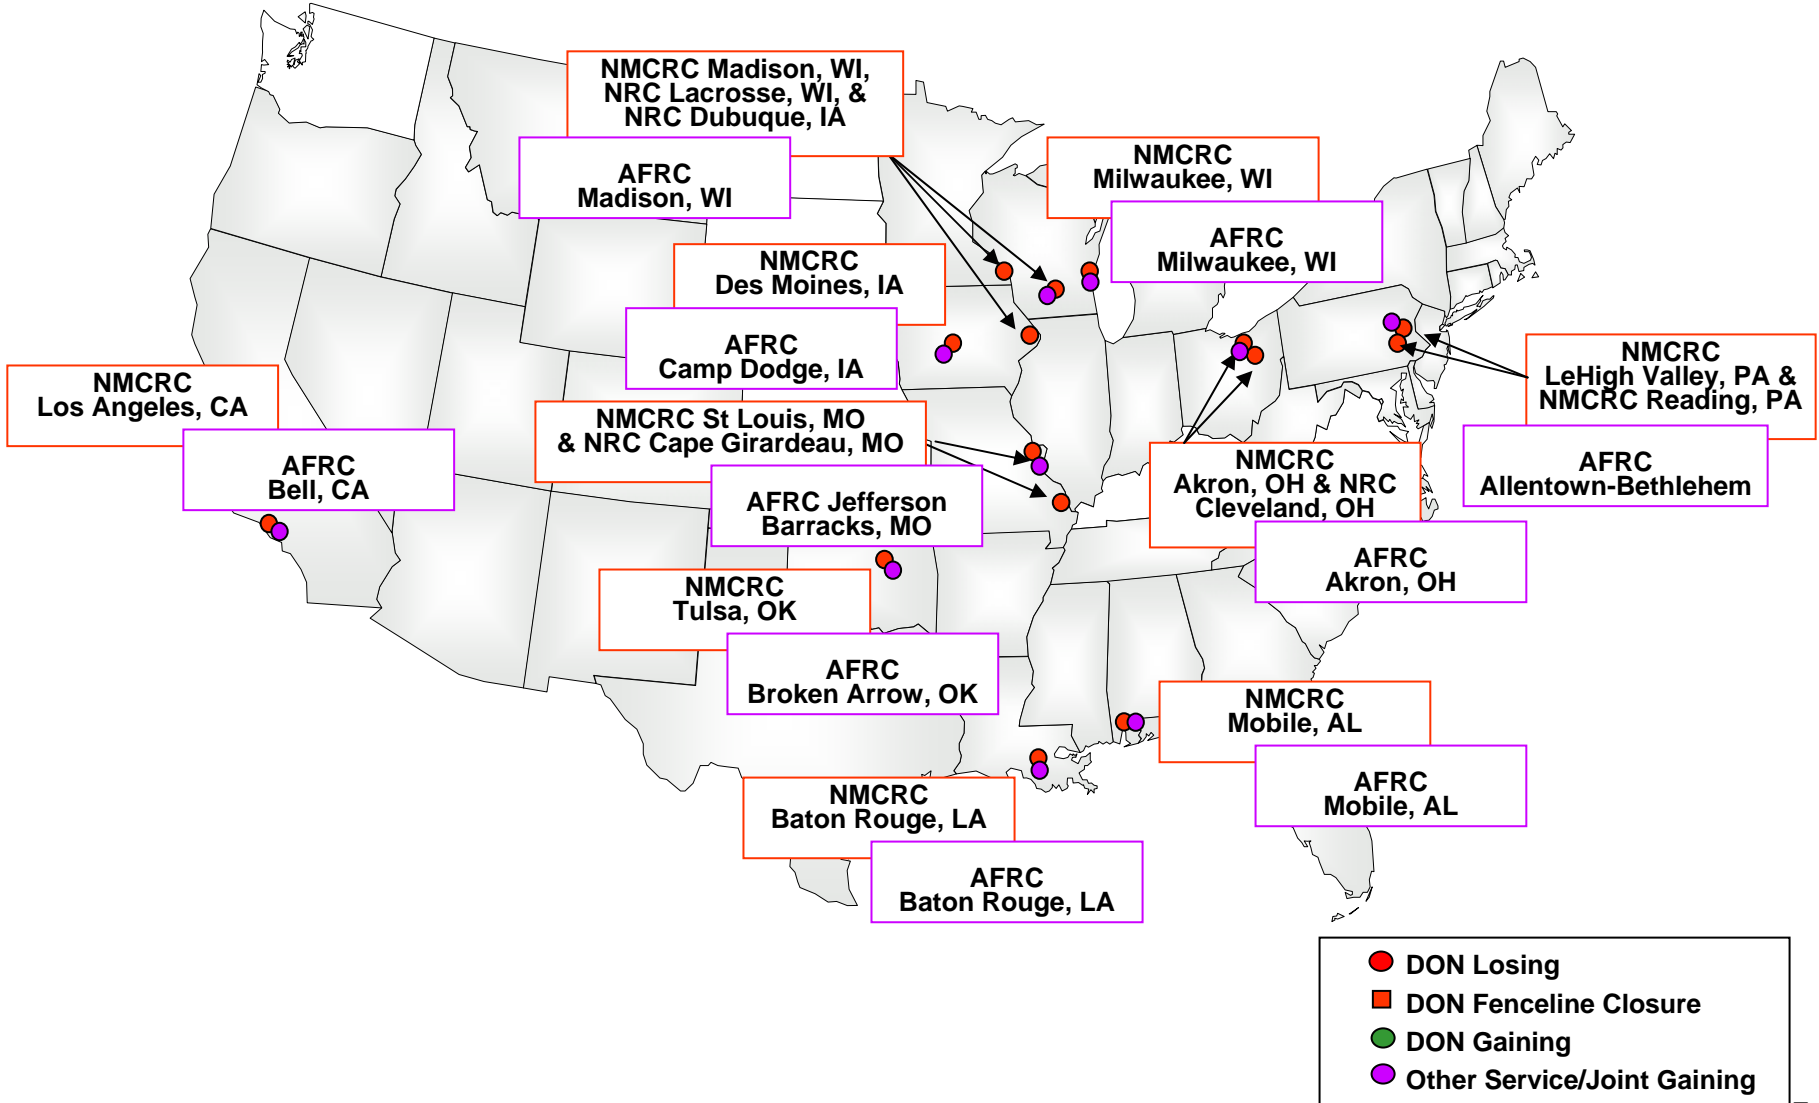 NMCRC Madison, WI,
NRC Lacrosse, WI, &
NRC Dubuque, IA
AFRC
Madison, WI
NMCRC
Milwaukee, WI
AFRC
Milwaukee, WI
NMCRC
Des Moines, IA
AFRC
Camp Dodge, IA
NMCRC
Los Angeles, CA
AFRC
Bell, CA
NMCRC St Louis, MO
& NRC Cape Girardeau, MO
AFRC Jefferson
Barracks, MO
NMCRC
LeHigh Valley, PA &
NMCRC Reading, PA
AFRC
Allentown-Bethlehem
NMCRC
Akron, OH & NRC
Cleveland, OH
AFRC
Akron, OH
NMCRC
Tulsa, OK
AFRC
Broken Arrow, OK
NMCRC
Mobile, AL
AFRC
Mobile, AL
NMCRC
Baton Rouge, LA
AFRC
Baton Rouge, LA
DON Losing
DON Fenceline Closure
DON Gaining
Other Service/Joint Gaining